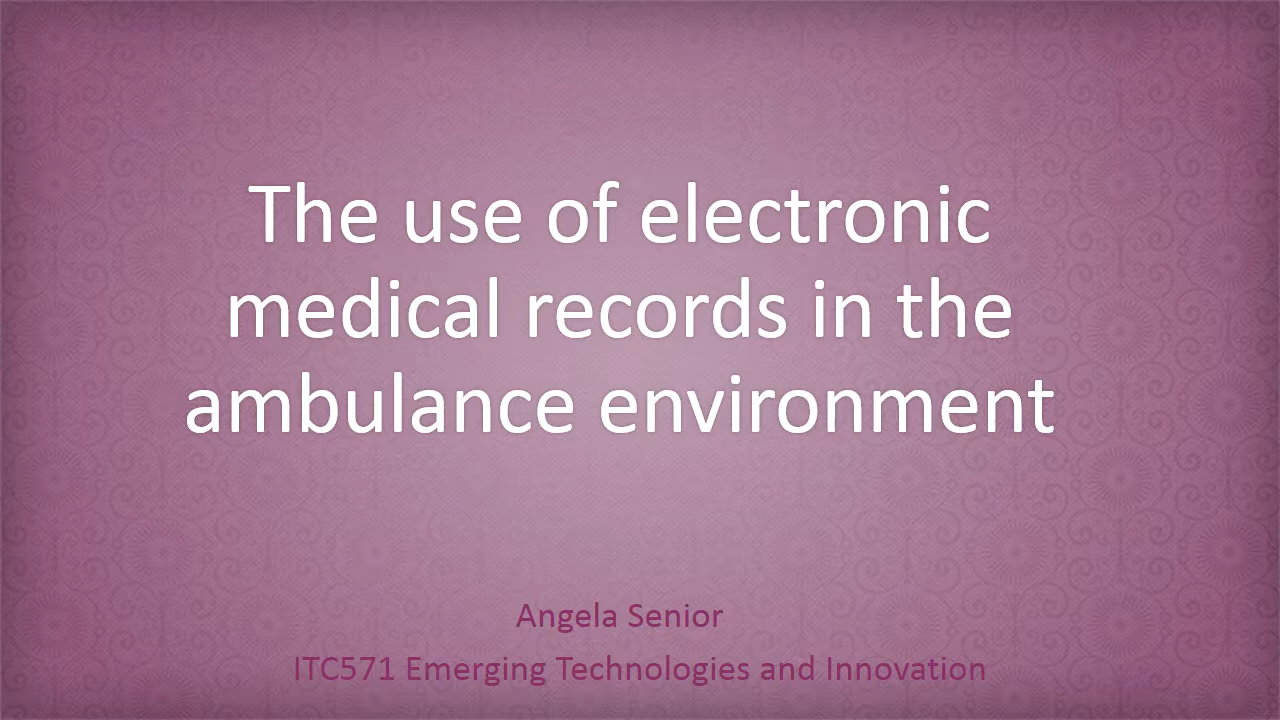 The use of electronic
medical records in the
ambulance environment
Angela Senior
ITC571 Emerging Technologies and Innovation